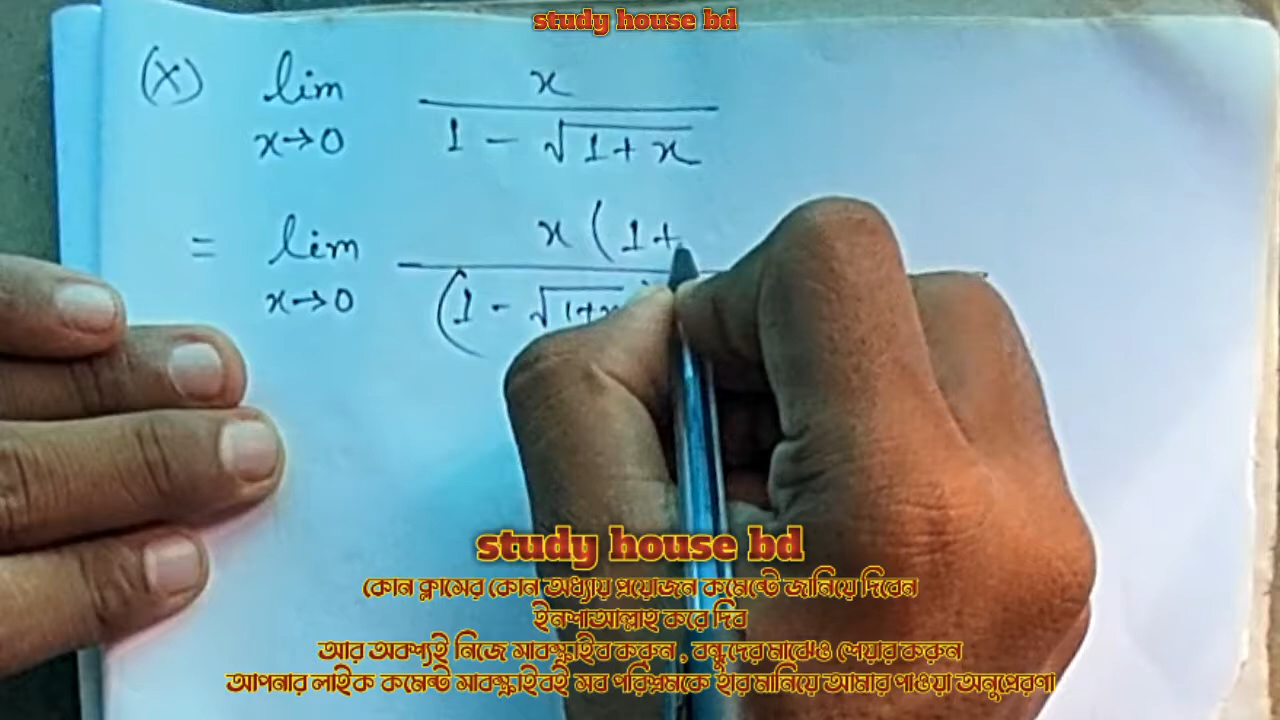 study house bd
(X) lim x
x→0 1 - √1+x
= lim x (1+
x→0 (1 - √1+x
study house bd
কোন ক্লাসের কোন অধ্যায় প্রয়োজন কমেন্টে জানিয়ে দিবেন
ইনশাআল্লাহ করে দিব
আর অবশ্যই নিজে সাবস্ক্রাইব করুন , বন্ধুদের মাঝেও শেয়ার করুন
আপনার লাইক কমেন্ট সাবস্ক্রাইবই সব পরিশ্রমকে হার মানিয়ে আমার পাওয়া অনুপ্রেরণা